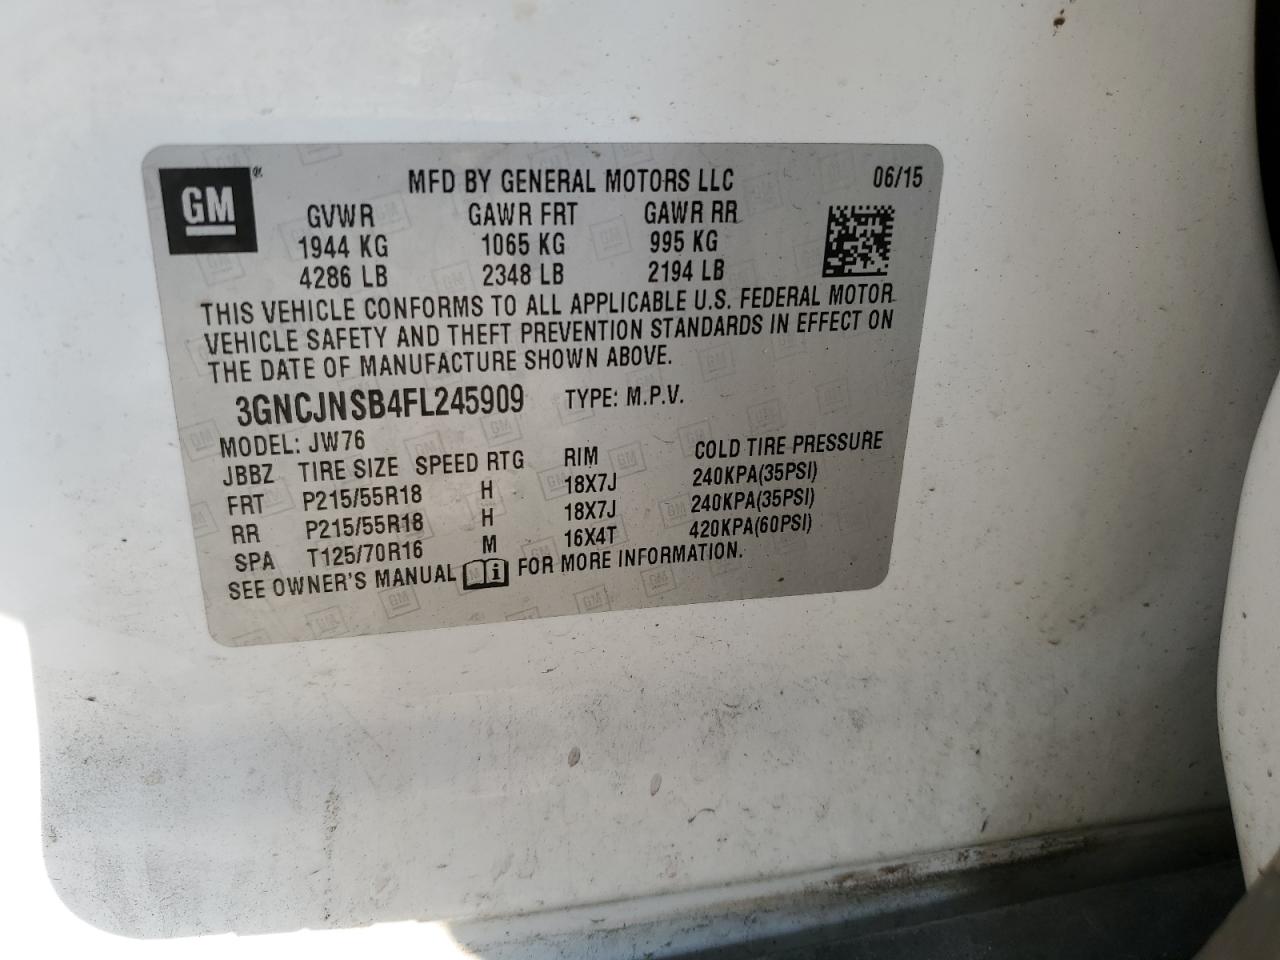 GM
MFD BY GENERAL MOTORS LLC 06/15
GVWR GAWR FRT GAWR RR
1944 KG 1065 KG 995 KG
4286 LB 2348 LB 2194 LB
THIS VEHICLE CONFORMS TO ALL APPLICABLE U.S. FEDERAL MOTOR
VEHICLE SAFETY AND THEFT PREVENTION STANDARDS IN EFFECT ON
THE DATE OF MANUFACTURE SHOWN ABOVE.
3GNCJNSB4FL245909 TYPE: M.P.V.
MODEL: JW76
JBBZ TIRE SIZE SPEED RTG RIM COLD TIRE PRESSURE
FRT P215/55R18 H 18X7J 240KPA(35PSI)
RR P215/55R18 H 18X7J 240KPA(35PSI)
SPA T125/70R16 M 16X4T 420KPA(60PSI)
SEE OWNER'S MANUAL i FOR MORE INFORMATION.